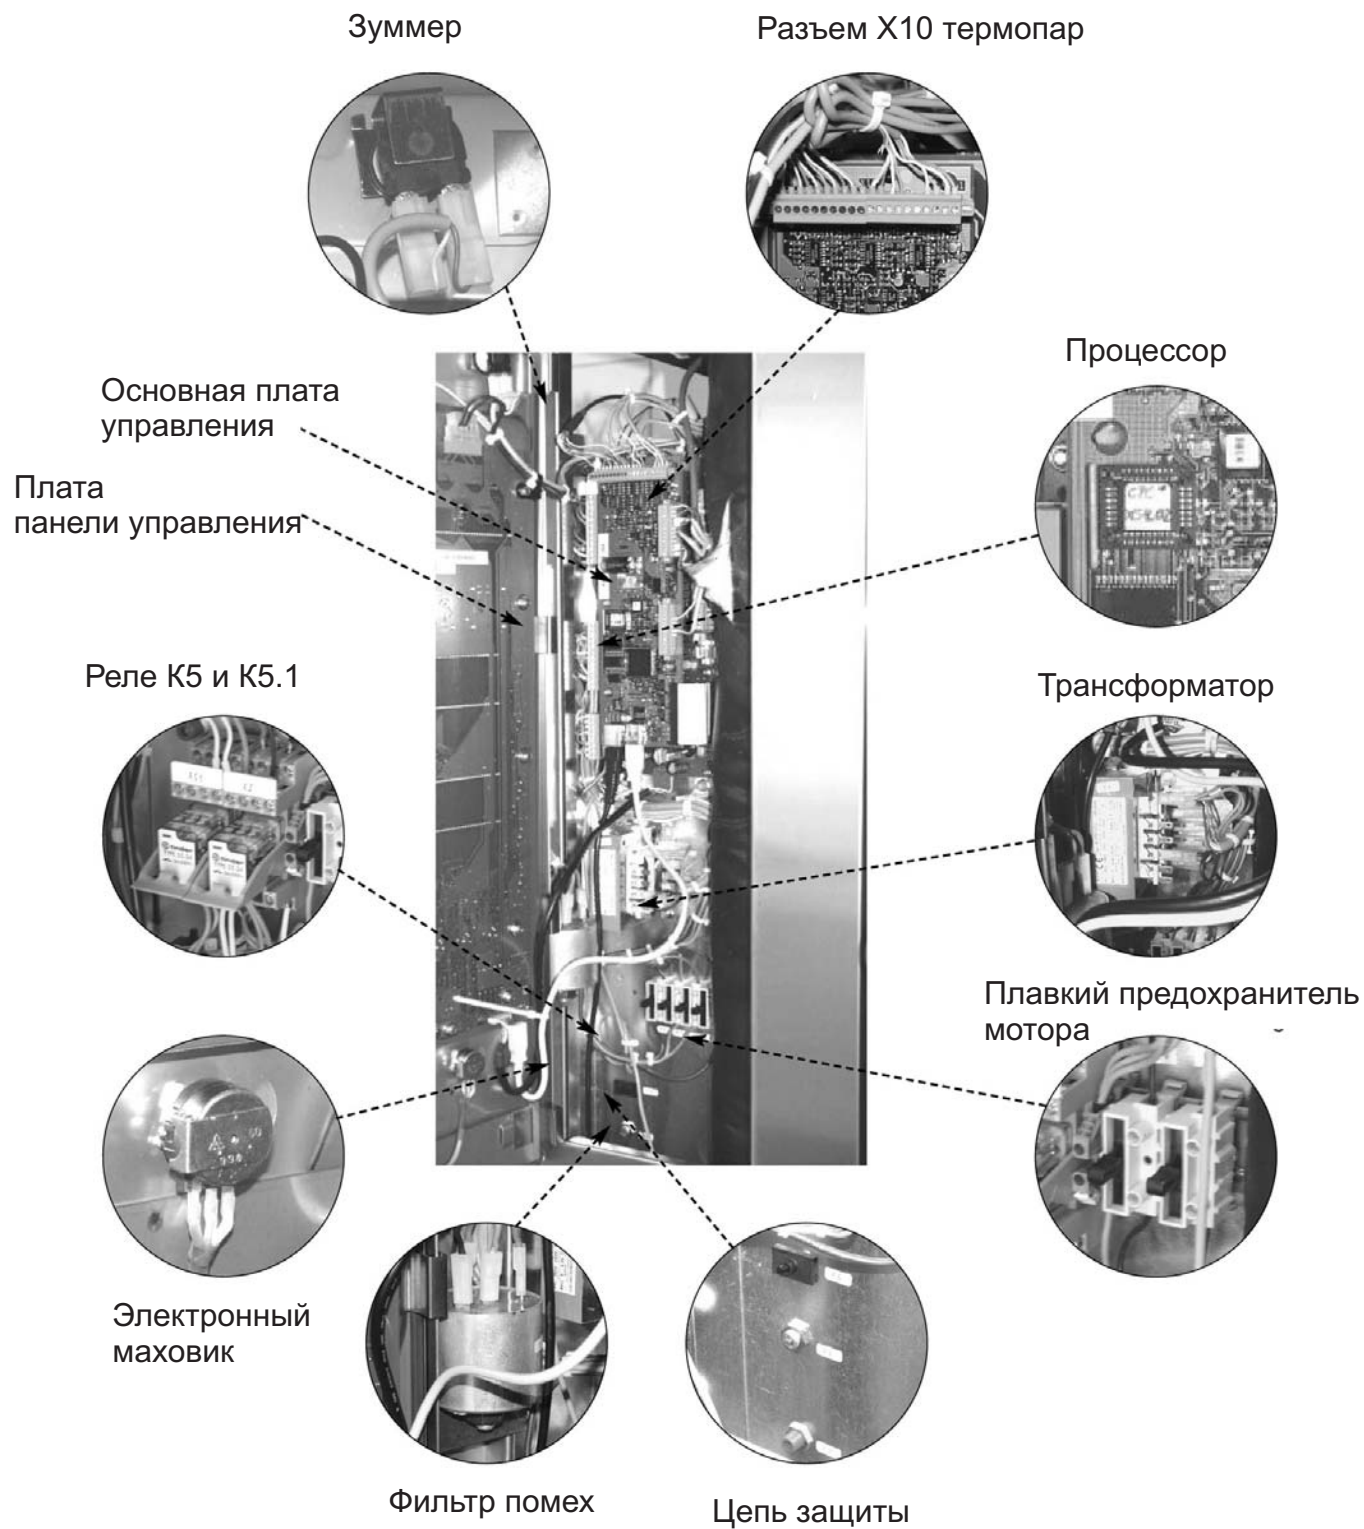 Зуммер
Разъем X10 термопар
Процессор
Основная плата
управления
Плата
панели управления
Реле К5 и К5.1
Трансформатор
Плавкий предохранитель
мотора
Электронный
маховик
Фильтр помех
Цепь защиты